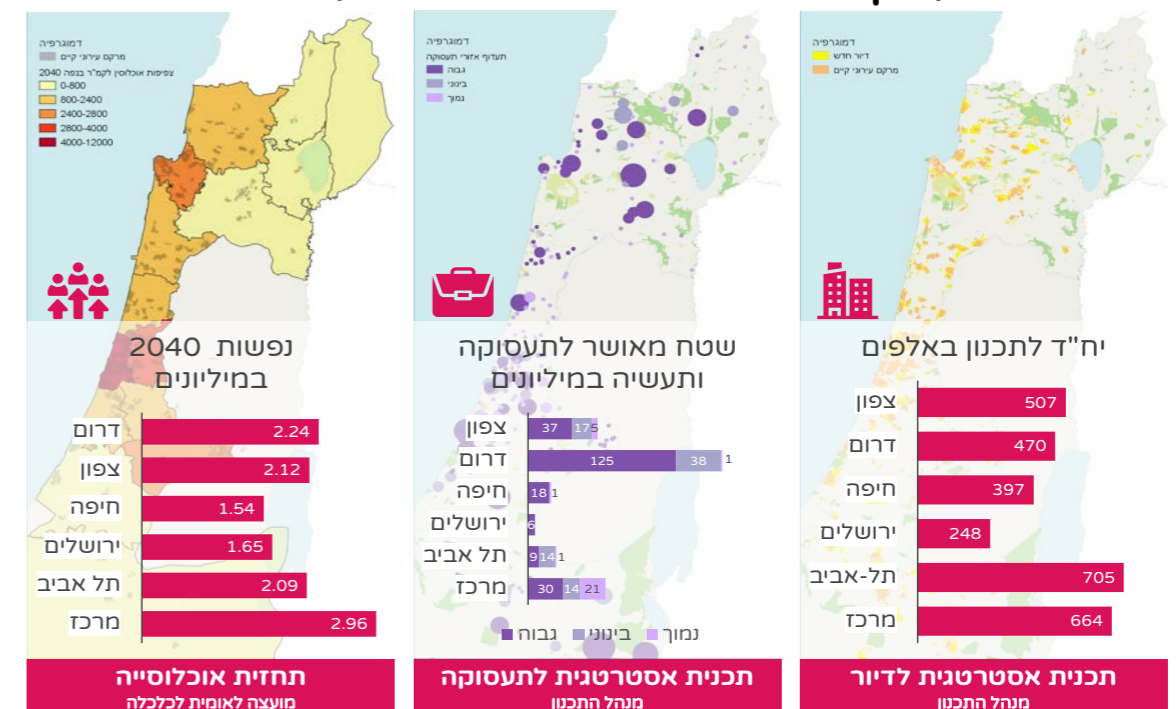 דמוגרפיה
דיור חדש
מרקם עירוני קיים
יח"ד לתכנון באלפים
צפון 507
דרום 470
חיפה 397
ירושלים 248
תל-אביב 705
מרכז 664
תכנית אסטרטגית לדיור
מנהל התכנון
דמוגרפיה
תעדוף אזורי תעסוקה
גבוה
בינוני
נמוך
שטח מאושר לתעסוקה
ותעשיה במיליונים
צפון 37 17 5
דרום 125 38 1
חיפה 18 1
ירושלים 6
תל אביב 9 14 1
מרכז 30 14 21
גבוה בינוני נמוך
תכנית אסטרטגית לתעסוקה
מנהל התכנון
דמוגרפיה
מרקם עירוני קיים
צפיפות אוכלוסין לקמ"ר בנפה 2040
0-800
800-2400
2400-2800
2800-4000
4000-12000
נפשות 2040
במיליונים
דרום 2.24
צפון 2.12
חיפה 1.54
ירושלים 1.65
תל אביב 2.09
מרכז 2.96
תחזית אוכלוסייה
מועצה לאומית לכלכלה